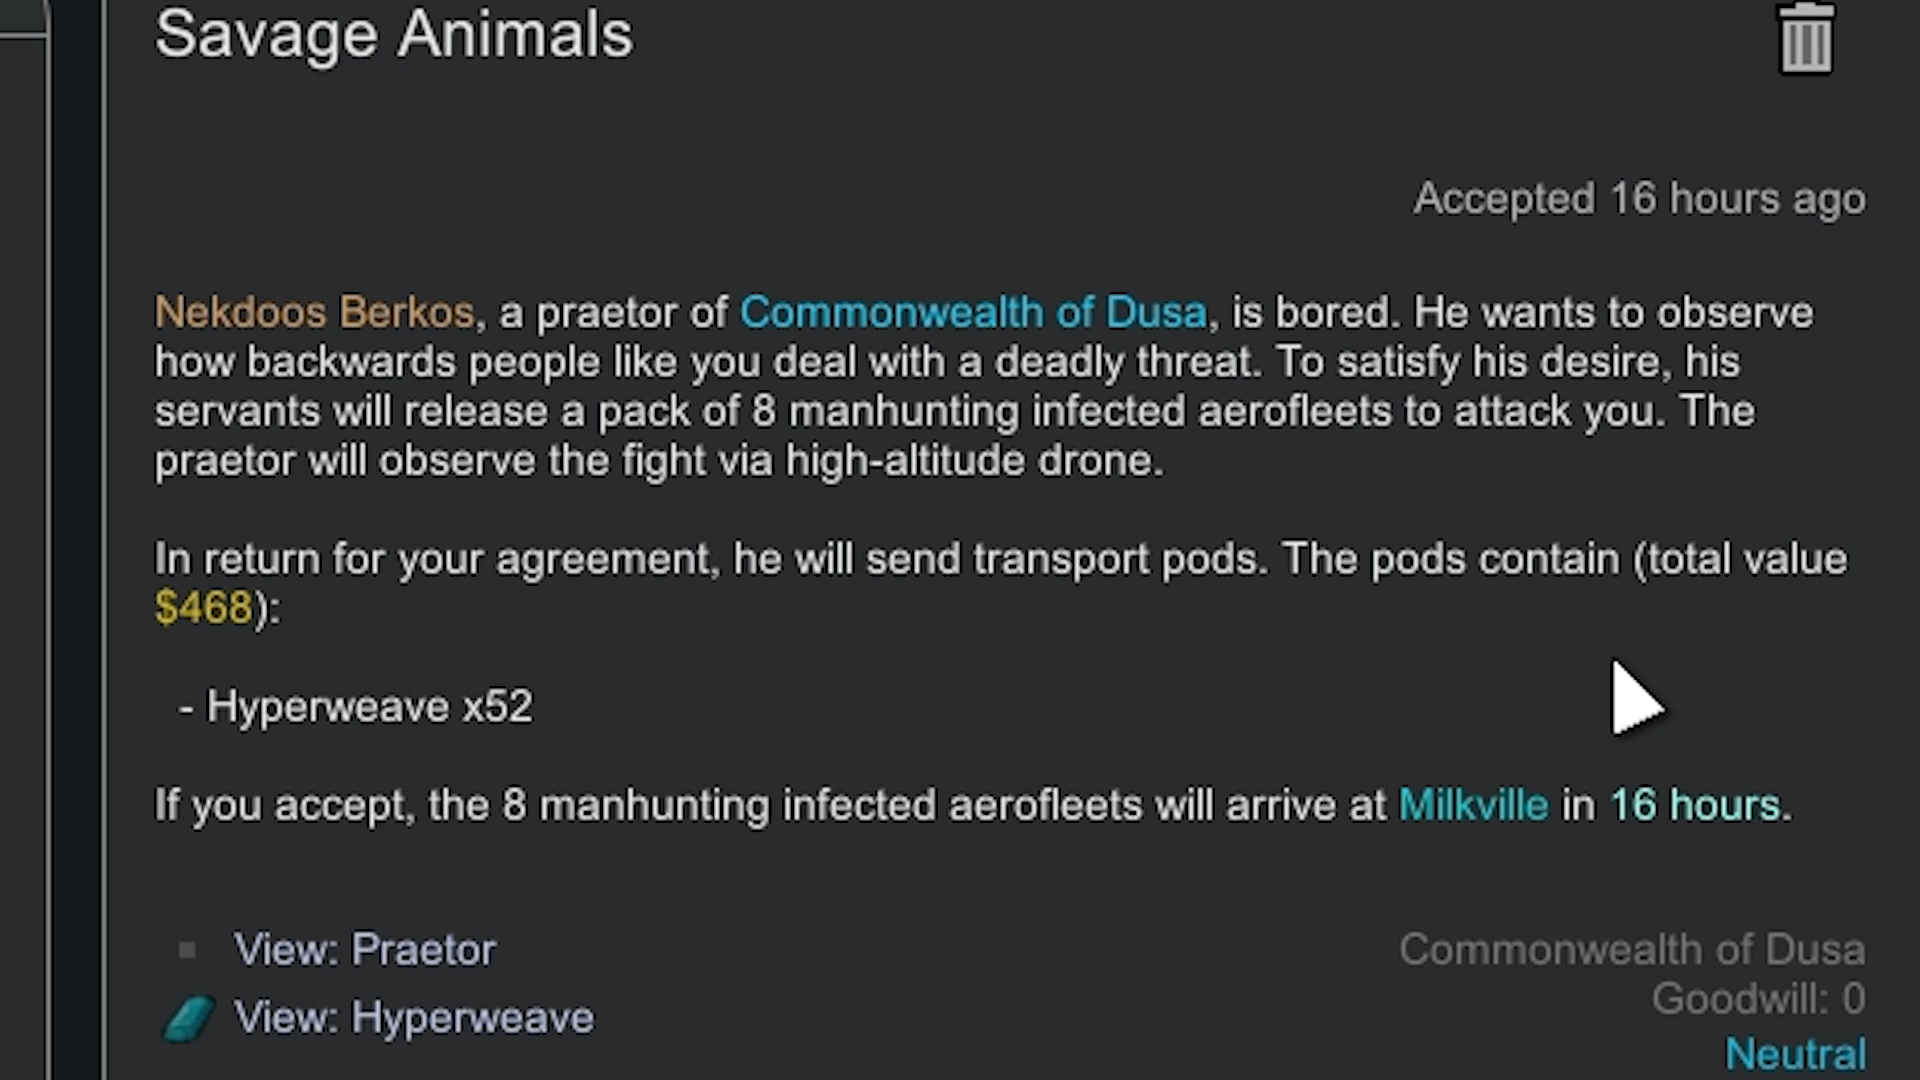 Savage Animals
Accepted 16 hours ago
Nekdoos Berkos, a praetor of Commonwealth of Dusa, is bored. He wants to observe
how backwards people like you deal with a deadly threat. To satisfy his desire, his
servants will release a pack of 8 manhunting infected aerofleets to attack you. The
praetor will observe the fight via high-altitude drone.
In return for your agreement, he will send transport pods. The pods contain (total value
$468):
- Hyperweave x52
If you accept, the 8 manhunting infected aerofleets will arrive at Milkville in 16 hours.
View: Praetor
View: Hyperweave
Commonwealth of Dusa
Goodwill: 0
Neutral